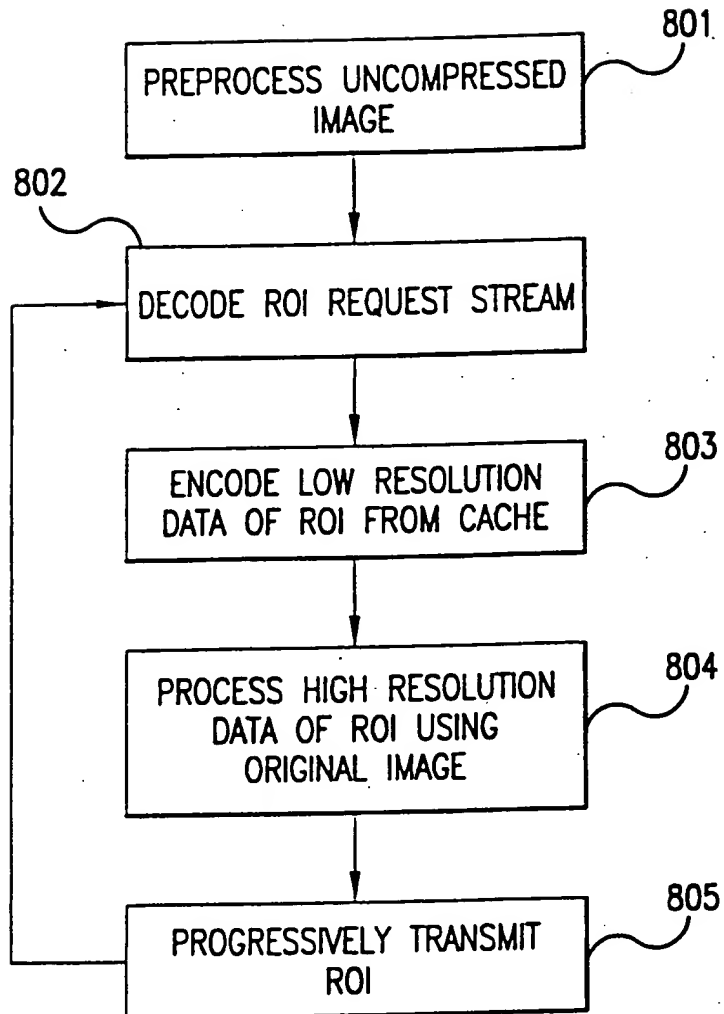 801
PREPROCESS UNCOMPRESSED
IMAGE
802
DECODE ROI REQUEST STREAM
803
ENCODE LOW RESOLUTION
DATA OF ROI FROM CACHE
804
PROCESS HIGH RESOLUTION
DATA OF ROI USING
ORIGINAL IMAGE
805
PROGRESSIVELY TRANSMIT
ROI